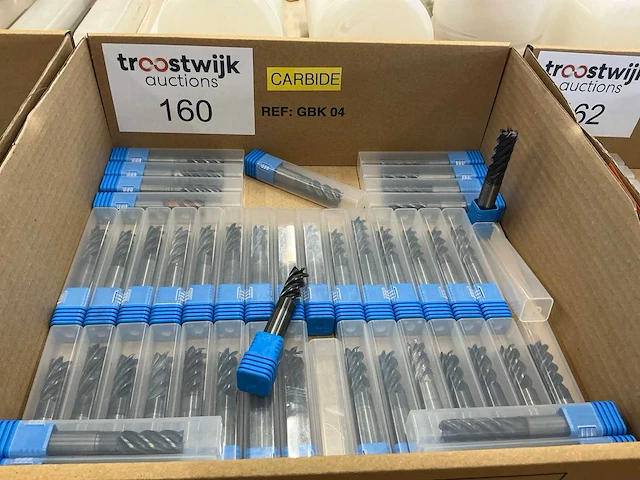 troostwijk
auctions
160
CARBIDE
REF: GBK 04
troostwijk
auctions
62